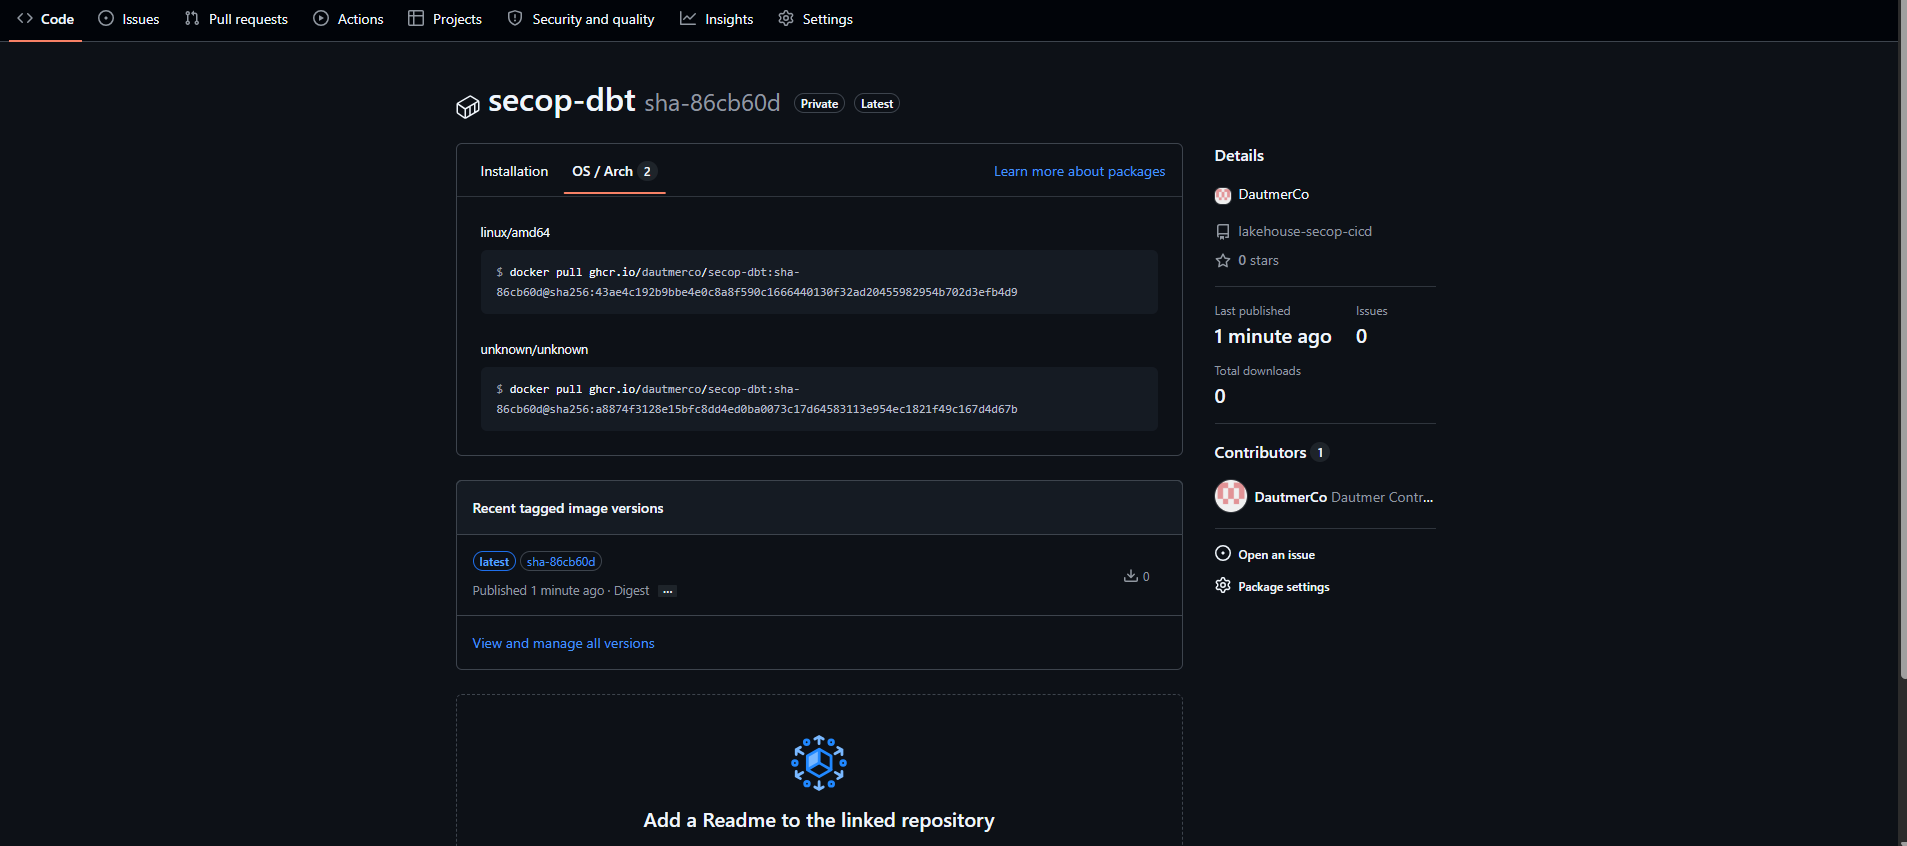 Code Issues Pull requests Actions Projects Security and quality Insights Settings
secop-dbt sha-86cb60d Private Latest
Installation OS / Arch 2 Learn more about packages
linux/amd64
$ docker pull ghcr.io/dautmerco/secop-dbt:sha-
86cb60d@sha256:43ae4c192b9bbe4e0c8a8f590c1666440130f32ad20455982954b702d3efb4d9
unknown/unknown
$ docker pull ghcr.io/dautmerco/secop-dbt:sha-
86cb60d@sha256:a8874f3128e15bfc8dd4ed0ba0073c17d64583113e954ec1821f49c167d4d67b
Recent tagged image versions
latest sha-86cb60d
Published 1 minute ago · Digest ...
0
View and manage all versions
Add a Readme to the linked repository
Details
DautmerCo
lakehouse-secop-cicd
0 stars
Last published Issues
1 minute ago 0
Total downloads
0
Contributors 1
DautmerCo Dautmer Contr...
Open an issue
Package settings